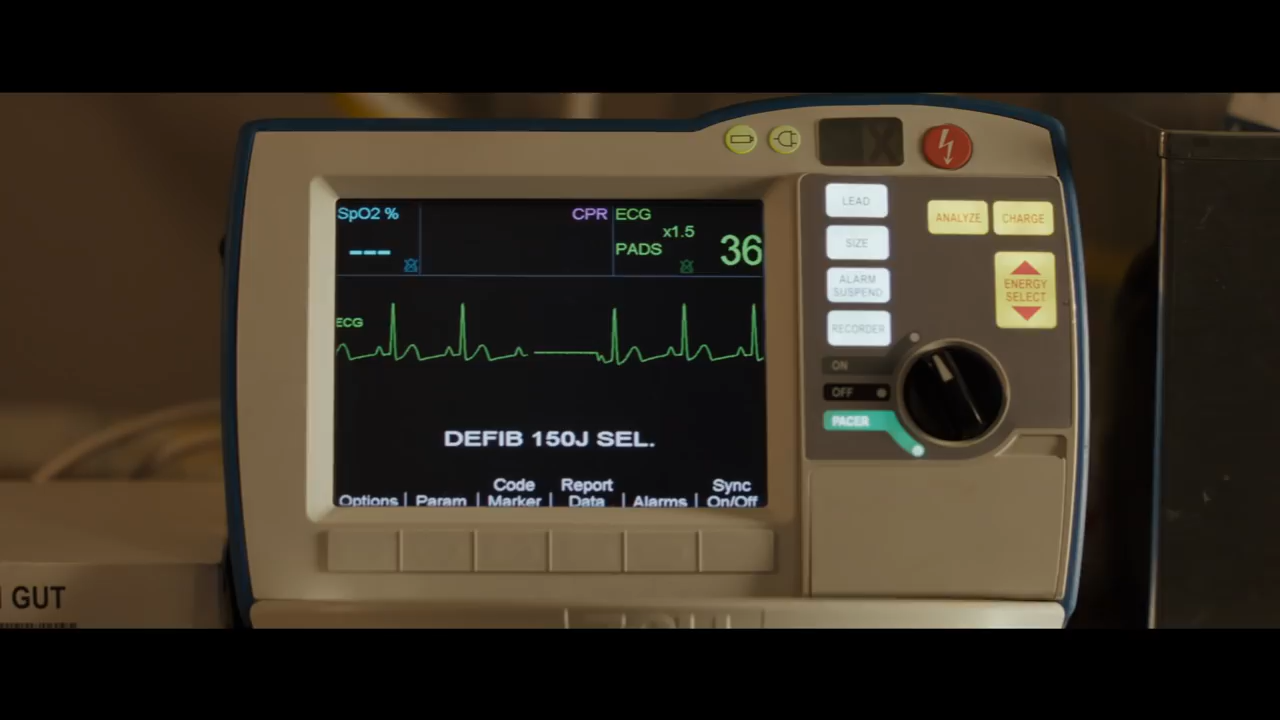 SpO2 %
---
CPR
ECG
x1.5
PADS
36
ECG
DEFIB 150J SEL.
Options
Param
Code
Marker
Report
Data
Alarms
Sync
On/Off
LEAD
SIZE
ALARM
SUSPEND
RECORDER
ANALYZE
CHARGE
ENERGY
SELECT
ON
OFF
PACER
GUT